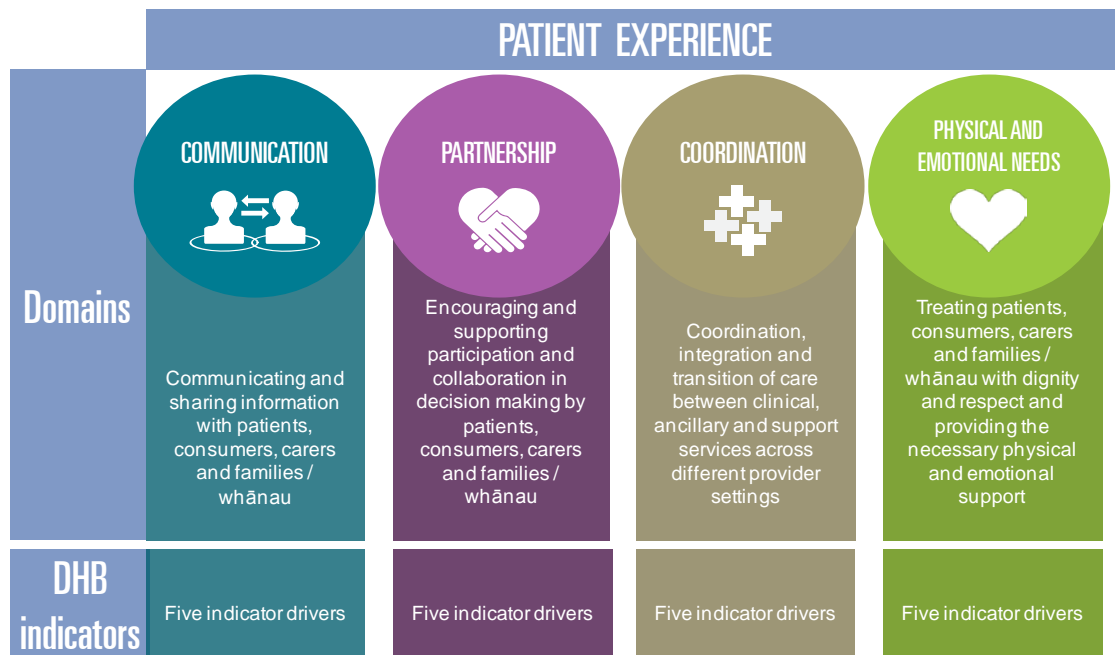 PATIENT EXPERIENCE
Domains
COMMUNICATION
Communicating and
sharing information
with patients,
consumers, carers
and families /
whānau
PARTNERSHIP
Encouraging and
supporting
participation and
collaboration in
decision making by
patients,
consumers, carers
and families /
whānau
COORDINATION
Coordination,
integration and
transition of care
between clinical,
ancillary and support
services across
different provider
settings
PHYSICAL AND
EMOTIONAL NEEDS
Treating patients,
consumers, carers
and families /
whānau with dignity
and respect and
providing the
necessary physical
and emotional
support
DHB
indicators
Five indicator drivers
Five indicator drivers
Five indicator drivers
Five indicator drivers